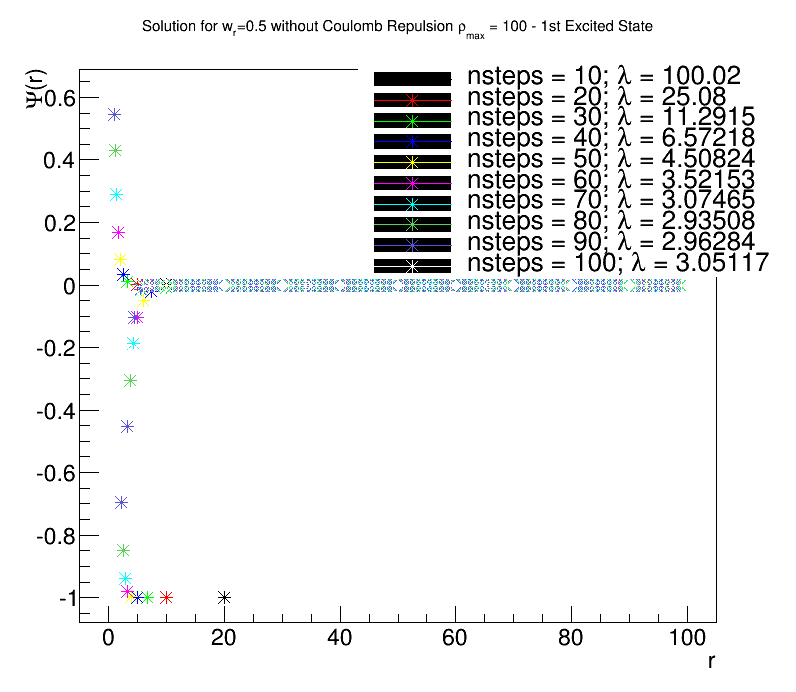 Solution for wr=0.5 without Coulomb Repulsion ρmax = 100 - 1st Excited State
Ψ(r)
nsteps = 10; λ = 100.02
nsteps = 20; λ = 25.08
nsteps = 30; λ = 11.2915
nsteps = 40; λ = 6.57218
nsteps = 50; λ = 4.50824
nsteps = 60; λ = 3.52153
nsteps = 70; λ = 3.07465
nsteps = 80; λ = 2.93508
nsteps = 90; λ = 2.96284
nsteps = 100; λ = 3.05117
0.6
0.4
0.2
0
-0.2
-0.4
-0.6
-0.8
-1
0 20 40 60 80 100
r